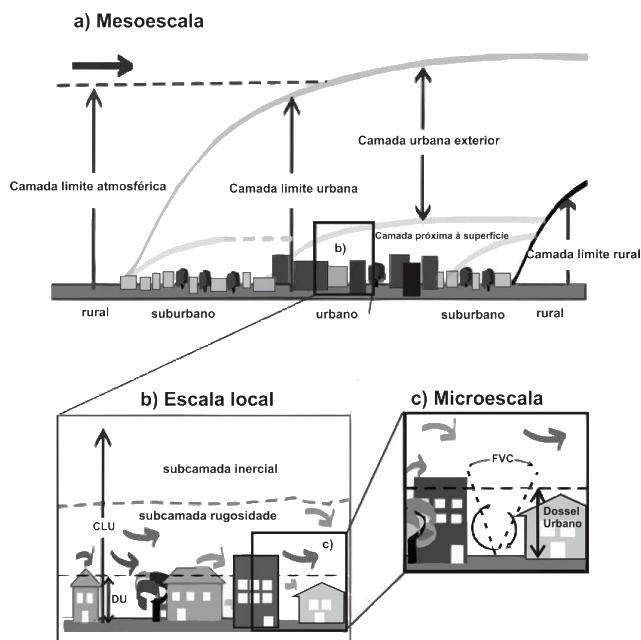 a) Mesoescala
Camada urbana exterior
Camada limite atmosférica
Camada limite urbana
Camada próxima à superfície
b)
Camada limite rural
rural
suburbano
urbano
suburbano
rural
b) Escala local
c) Microescala
subcamada inercial
subcamada rugosidade
CLU
DU
c)
FVC
Dossel
Urbano